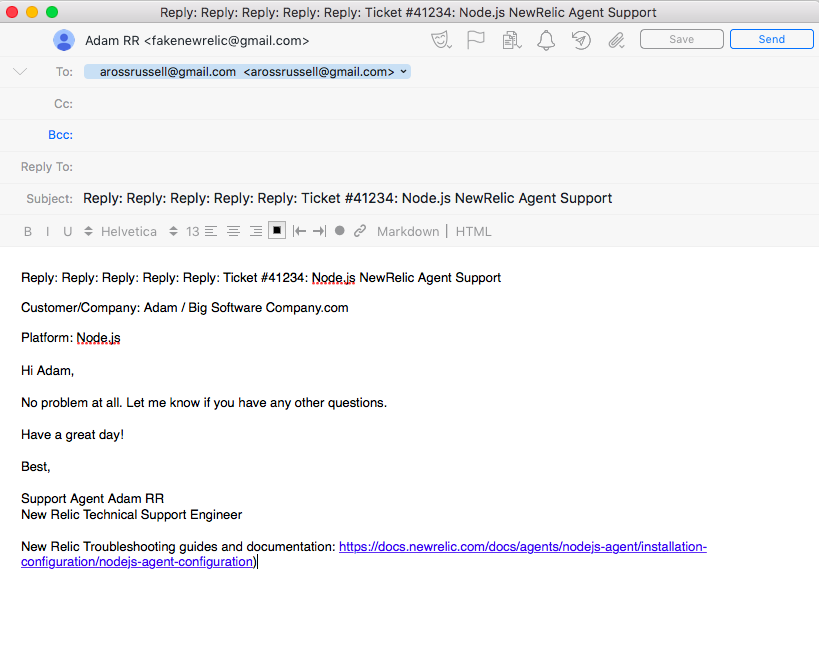 Reply: Reply: Reply: Reply: Reply: Ticket #41234: Node.js NewRelic Agent Support
Adam RR <fakenewrelic@gmail.com>
Save
Send
To: arossrussell@gmail.com <arossrussell@gmail.com>
Cc:
Bcc:
Reply To:
Subject: Reply: Reply: Reply: Reply: Reply: Ticket #41234: Node.js NewRelic Agent Support
B I U Helvetica 13 Markdown | HTML
Reply: Reply: Reply: Reply: Reply: Ticket #41234: Node.js NewRelic Agent Support
Customer/Company: Adam / Big Software Company.com
Platform: Node.js
Hi Adam,
No problem at all. Let me know if you have any other questions.
Have a great day!
Best,
Support Agent Adam RR
New Relic Technical Support Engineer
New Relic Troubleshooting guides and documentation: https://docs.newrelic.com/docs/agents/nodejs-agent/installation-
configuration/nodejs-agent-configuration)